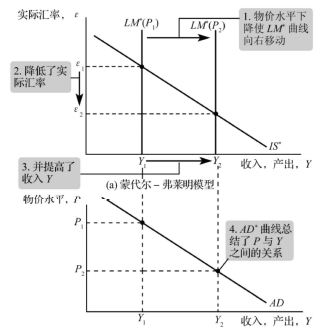 实际汇率，ε
LM*(P₁)
LM*(P₂)
1. 物价水平下
降使 LM* 曲线
向右移动
2. 降低了实
际汇率
ε₁
ε₂
IS*
3. 并提高了
收入 Y
Y₁
Y₂
收入，产出，Y
(a) 蒙代尔－弗莱明模型
物价水平，P
P₁
P₂
4. AD* 曲线总
结了 P 与 Y
之间的关系
AD
Y₁
Y₂
收入，产出，Y